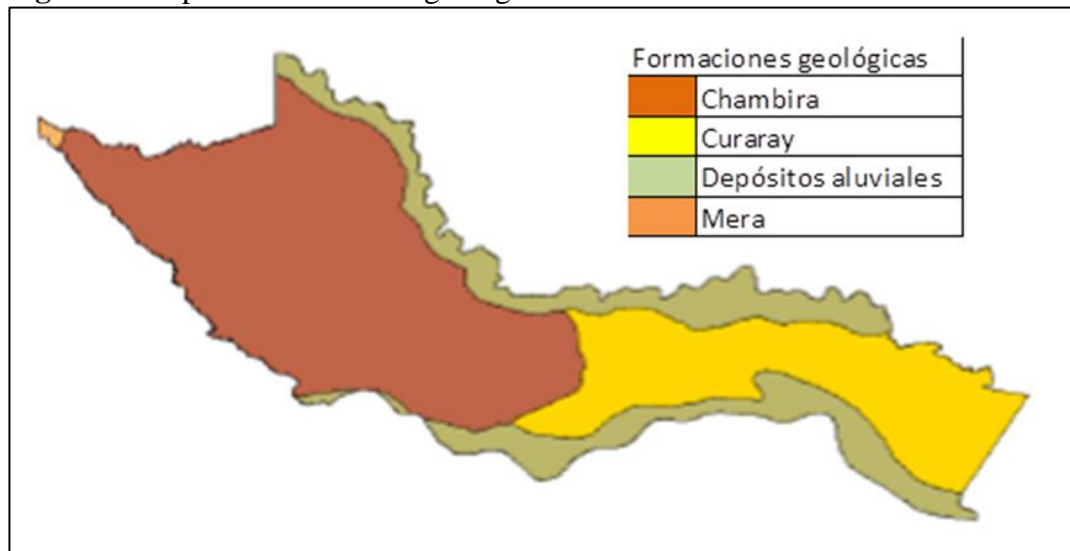 Formaciones geológicas
Chambira
Curaray
Depósitos aluviales
Mera